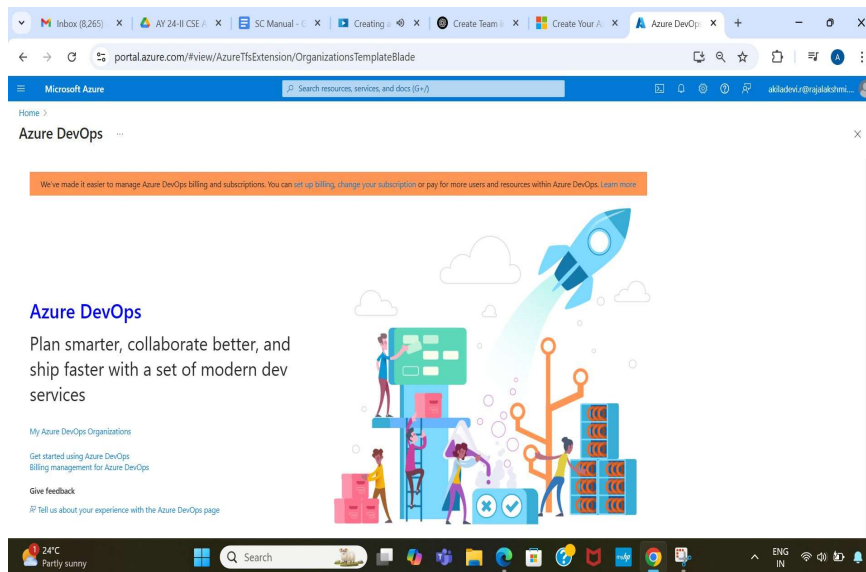 Inbox (8,265)
AY 24-II CSE A
SC Manual - G
Creating a
Create Team
Create Your A
Azure DevOp
portal.azure.com/#view/AzureTfsExtension/OrganizationsTemplateBlade
A
Microsoft Azure
Search resources, services, and docs (G+/)
akiladevi.r@rajalakshmi....
Home >
Azure DevOps ...
We've made it easier to manage Azure DevOps billing and subscriptions. You can set up billing, change your subscription or pay for more users and resources within Azure DevOps. Learn more
Azure DevOps
Plan smarter, collaborate better, and
ship faster with a set of modern dev
services
My Azure DevOps Organizations
Get started using Azure DevOps
Billing management for Azure DevOps
Give feedback
Tell us about your experience with the Azure DevOps page
1
24°C
Partly sunny
Search
ENG
IN